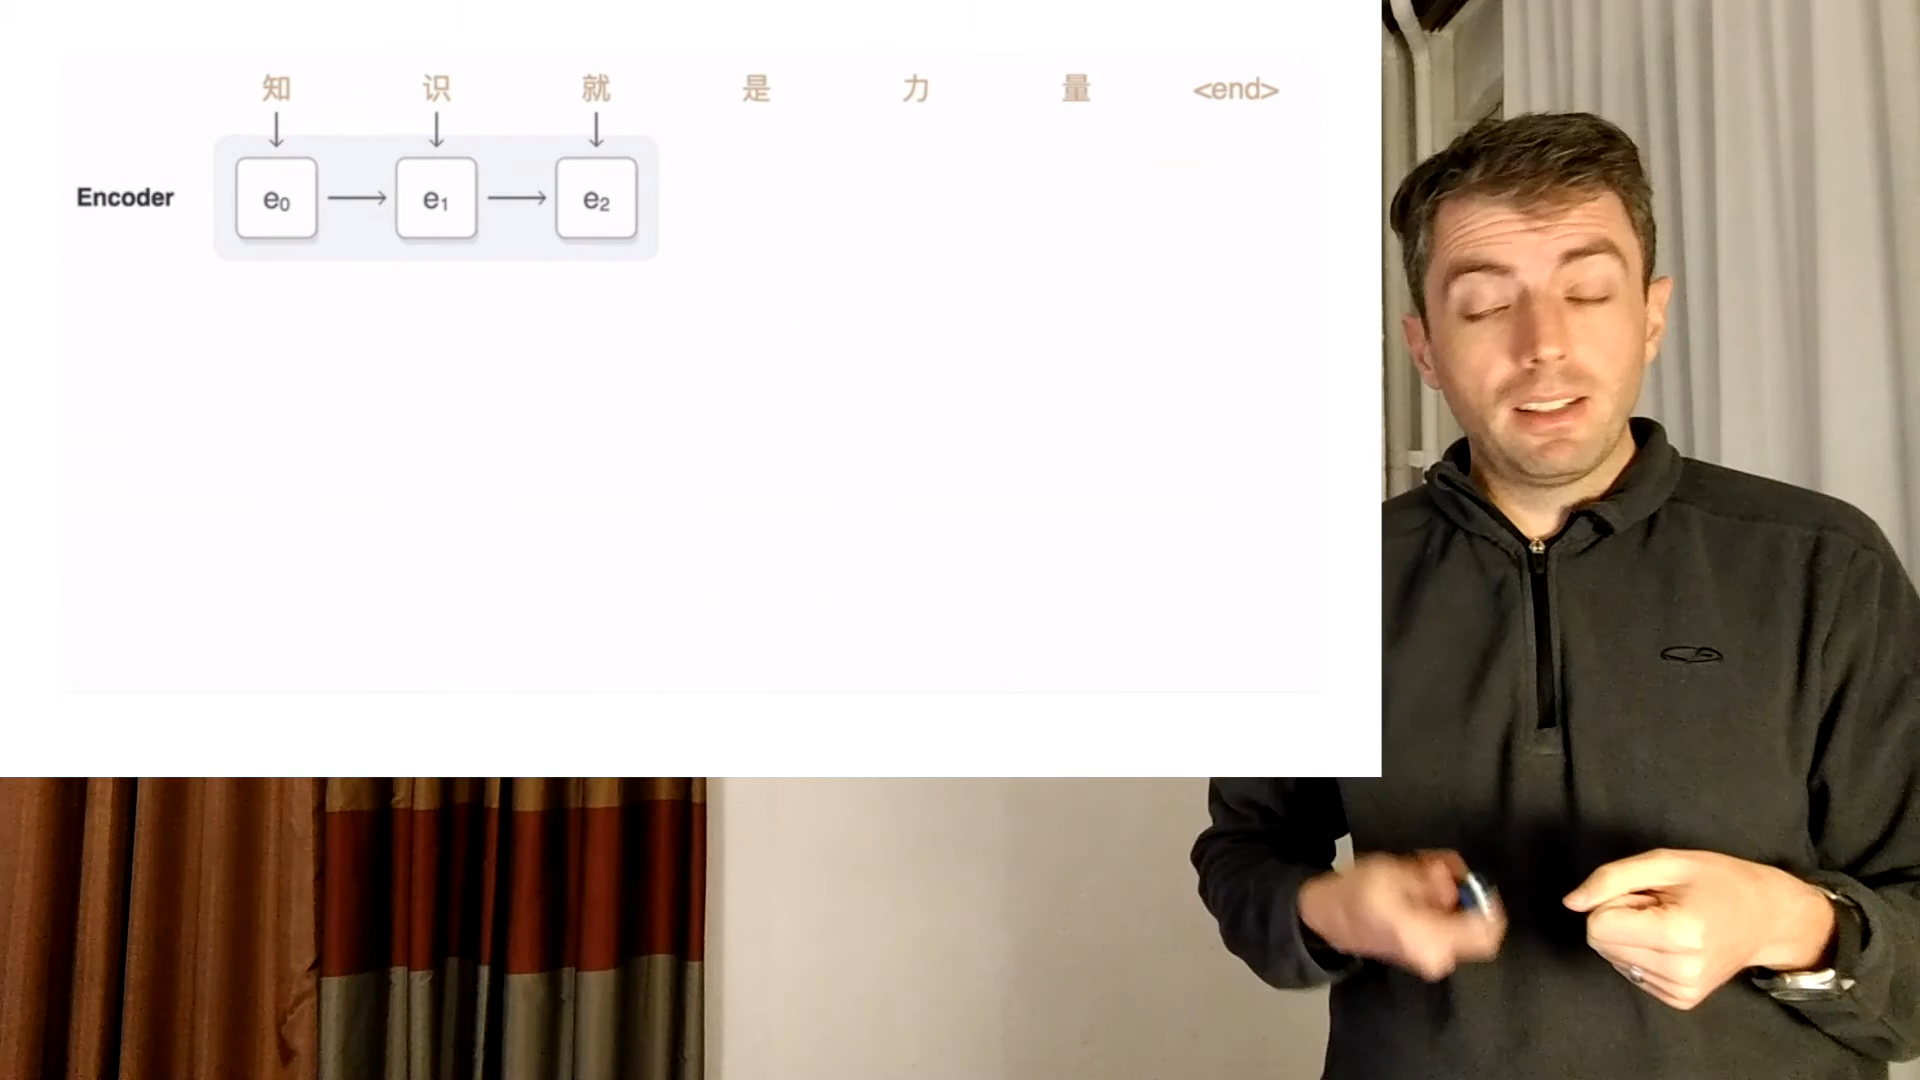 知 识 就 是 力 量 <end>
Encoder e₀ e₁ e₂